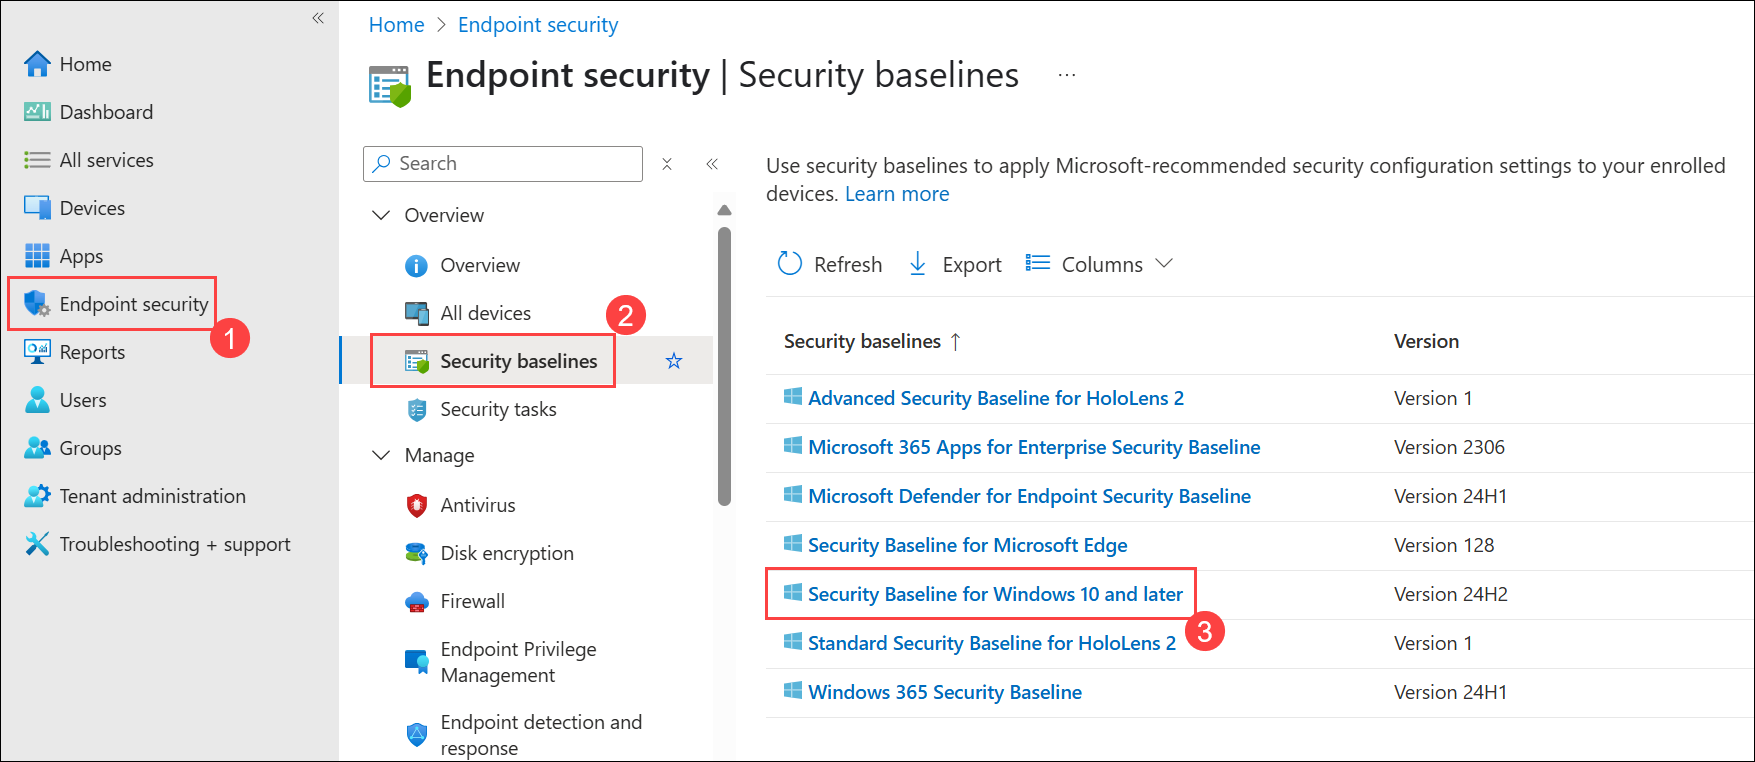 «
Home
Dashboard
All services
Devices
Apps
Endpoint security
1
Reports
Users
Groups
Tenant administration
Troubleshooting + support
Home > Endpoint security
Endpoint security | Security baselines ...
Search
«
Overview
Overview
All devices
2
Security baselines
Security tasks
Manage
Antivirus
Disk encryption
Firewall
Endpoint Privilege
Management
Endpoint detection and
response
Use security baselines to apply Microsoft-recommended security configuration settings to your enrolled
devices. Learn more
Refresh Export Columns
Security baselines ↑ Version
Advanced Security Baseline for HoloLens 2 Version 1
Microsoft 365 Apps for Enterprise Security Baseline Version 2306
Microsoft Defender for Endpoint Security Baseline Version 24H1
Security Baseline for Microsoft Edge Version 128
Security Baseline for Windows 10 and later Version 24H2
3
Standard Security Baseline for HoloLens 2 Version 1
Windows 365 Security Baseline Version 24H1